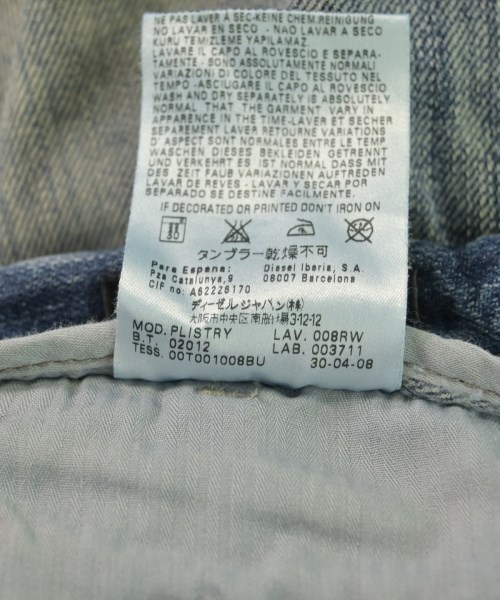 NE PAS LAVER A SEC-KEINE CHEM.REINIGUNG
NO LAVAR EN SECO - NAO LAVAR A SECO
KURU TEMIZLEME YAPILAMAZ.
LAVARE IL CAPO AL ROVESCIO E SEPARA-
TAMENTE - SONO ASSOLUTAMENTE NORMALI
VARIAZIONI DI COLORE DEL TESSUTO NEL
TEMPO -ASCIUGARE IL CAPO AL ROVESCIO
WASH AND DRY SEPARATELY IS ABSOLUTELY
NORMAL THAT THE GARMENT VARY IN
APPARENCE IN THE TIME-LAVER ET SECHER
SEPAREMENT LAVER RETOURNE VARIATIONS
D' ASPECT SONT NORMALES ENTRE LE TEMP
WASCHEN DIESES BEKLEIDEN GETRENNT
UND VERKEHRT ES IST NORMAL DASS MIT
DES ZEIT FAUB VARIATIONEN AUFTREDEN
LAVAR DE REVES - LAVAR Y SECAR POR
SEPARADO SE DESTINE FACILMENTE.
IF DECORATED OR PRINTED DON'T IRON ON
30
タンブラー乾燥不可
Para Espana: Diesel Iberia, S.A.
Pza Catalunya,9 08007 Barcelona
CIF no: A62226170
ディーゼルジャパン(株)
大阪市中央区南船場3-12-12
MOD. PLISTRY LAV. 008RW
B.T. 02012 LAB. 003711
TESS. 00T001008BU 30-04-08